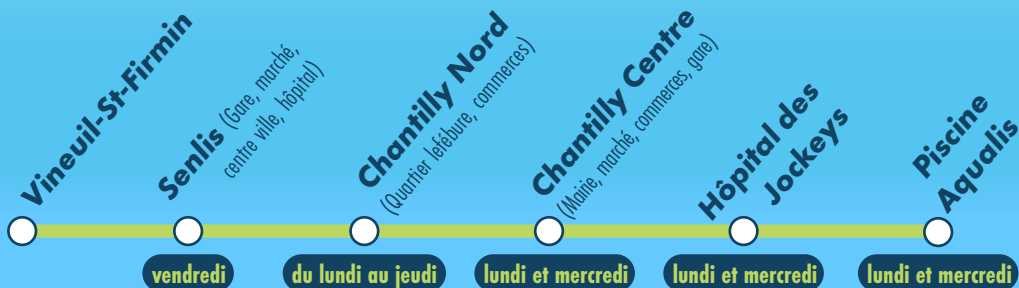 Vineuil-St-Firmin
Senlis (Gare, marché,
centre ville, hôpital)
Chantilly Nord
(Quartier lefébure, commerces)
Chantilly Centre
(Mairie, marché, commerces, gare)
Hôpital des
Jockeys
Piscine
Aqualis
vendredi
du lundi au jeudi
lundi et mercredi
lundi et mercredi
lundi et mercredi